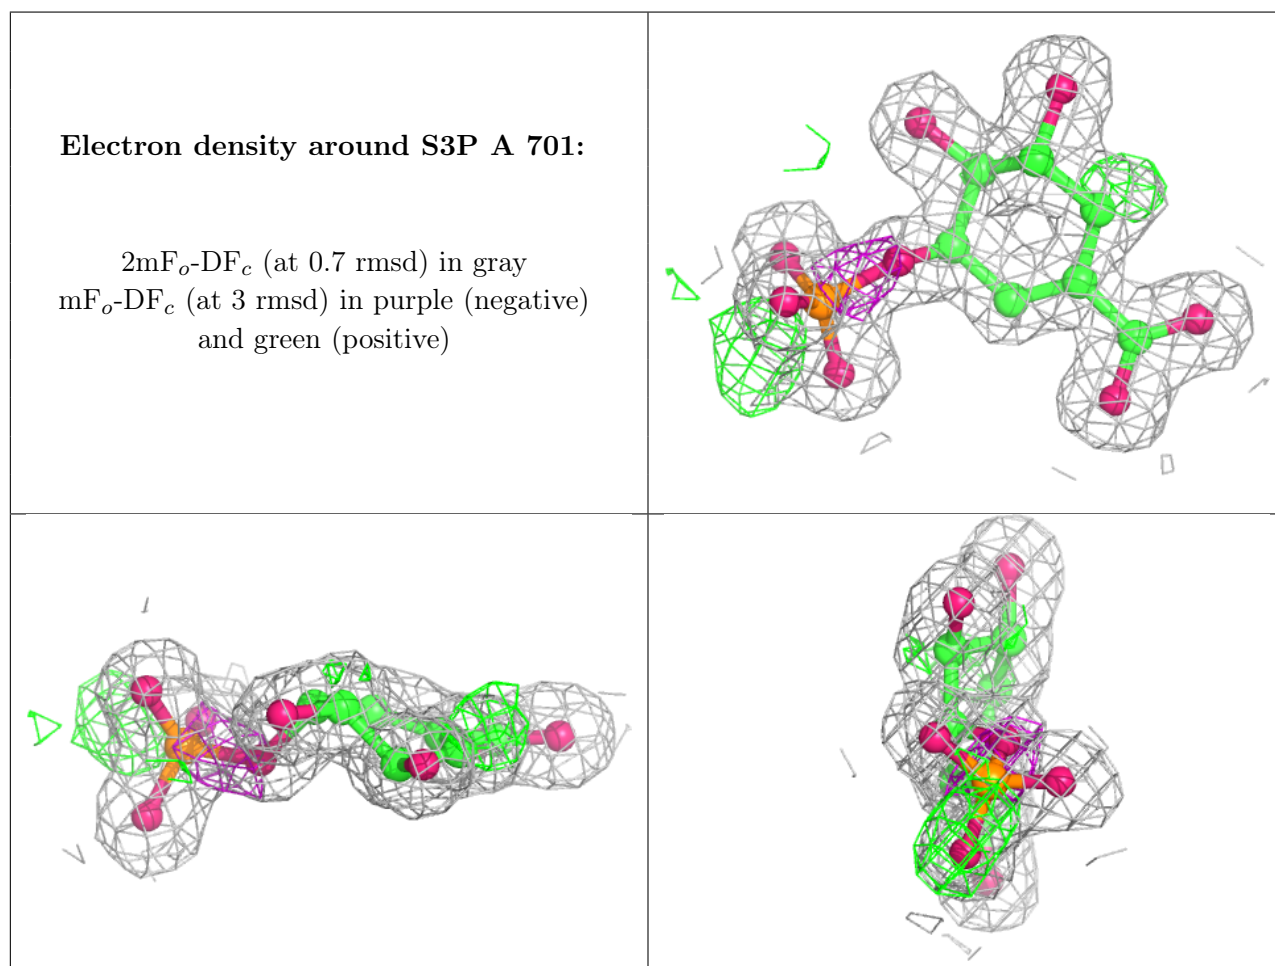 Electron density around S3P A 701:
2mFo-DFc (at 0.7 rmsd) in gray
mFo-DFc (at 3 rmsd) in purple (negative)
and green (positive)